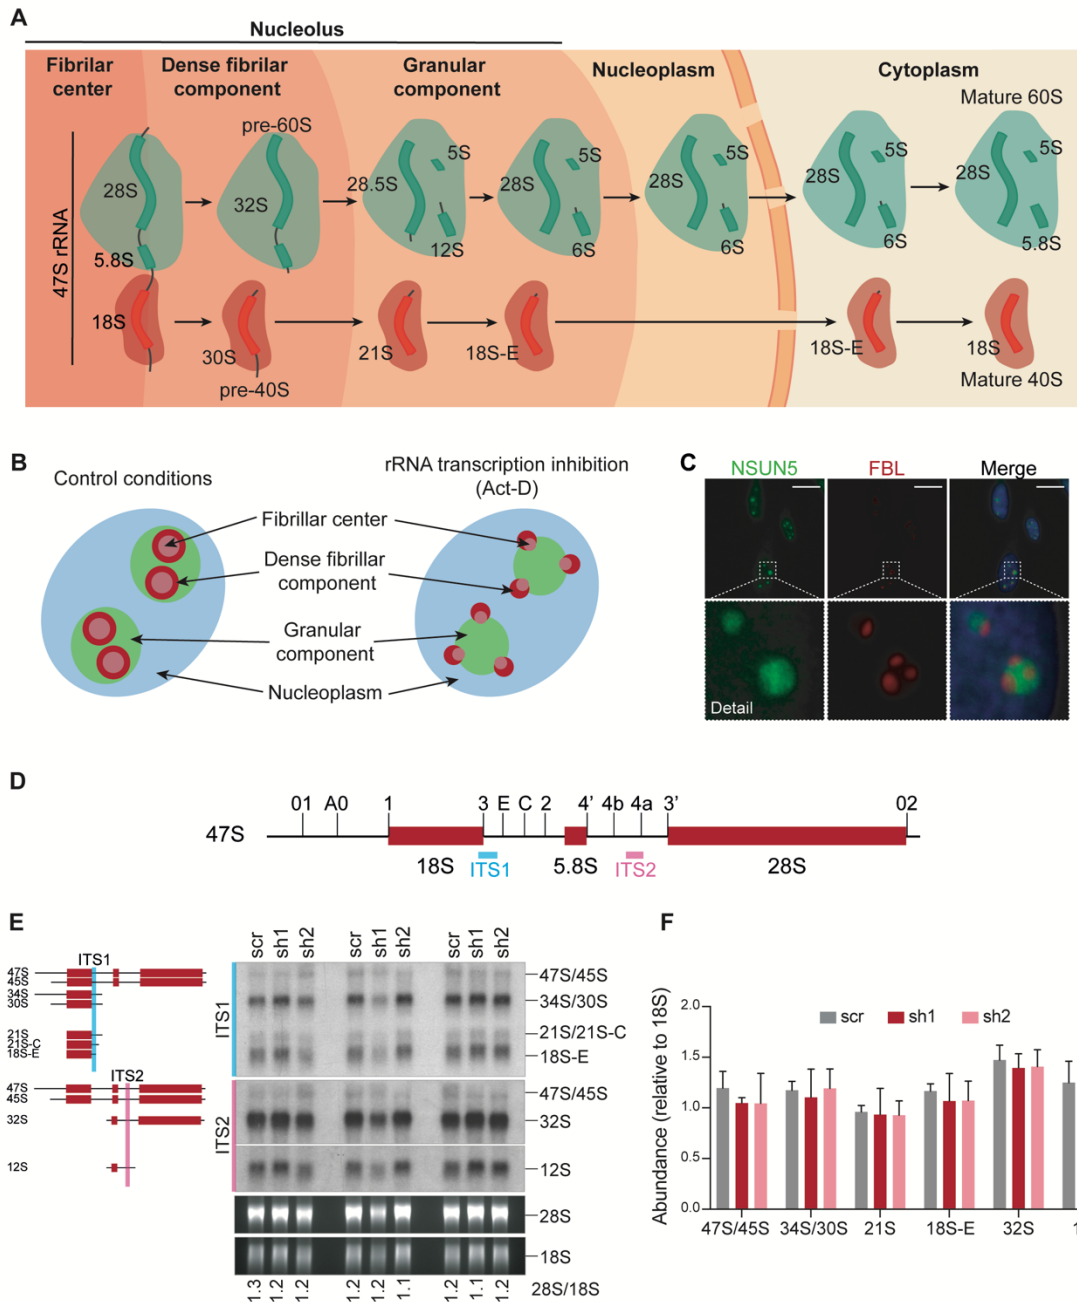 A
Nucleolus
Fibrilar center
Dense fibrilar component
Granular component
Nucleoplasm
Cytoplasm
Mature 60S
pre-60S
47S rRNA
28S
5.8S
18S
32S
30S
pre-40S
28.5S
5S
12S
21S
28S
5S
6S
18S-E
28S
5S
6S
28S
5S
6S
18S-E
28S
5S
5.8S
18S
Mature 40S
B
Control conditions
rRNA transcription inhibition
(Act-D)
Fibrillar center
Dense fibrillar
component
Granular
component
Nucleoplasm
C
NSUN5
FBL
Merge
Detail
D
01 A0 1 3 E C 2 4' 4b 4a 3' 02
47S
18S ITS1 5.8S ITS2 28S
E
ITS1
47S
45S
34S
30S
21S
21S-C
18S-E
ITS2
47S
45S
32S
12S
scr sh1 sh2 scr sh1 sh2 scr sh1 sh2
ITS1
47S/45S
34S/30S
21S/21S-C
18S-E
ITS2
47S/45S
32S
12S
28S
18S
1.3 1.2 1.2 1.2 1.2 1.1 1.2 1.1 1.2 28S/18S
F
Abundance (relative to 18S)
2.0
1.5
1.0
0.5
0.0
scr sh1 sh2
47S/45S 34S/30S 21S 18S-E 32S 1